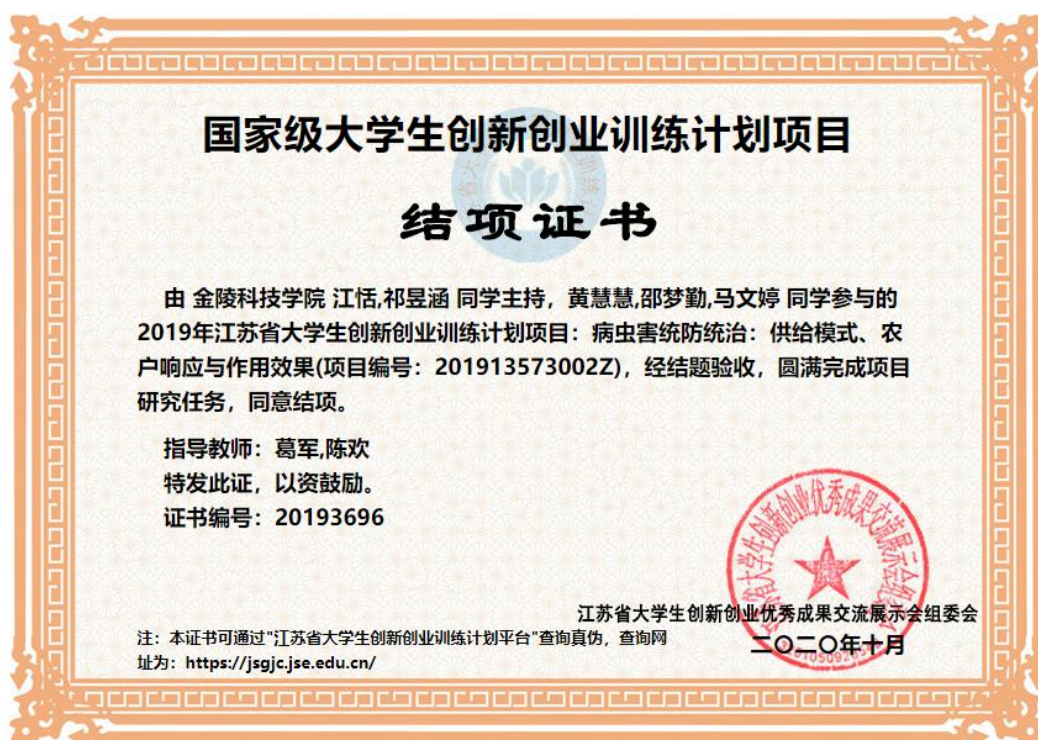 国家级大学生创新创业训练计划项目
结项证书
由 金陵科技学院 江恬,祁昱涵 同学主持，黄慧慧,邵梦勤,马文婷 同学参与的
2019年江苏省大学生创新创业训练计划项目：病虫害统防统治：供给模式、农
户响应与作用效果(项目编号：201913573002Z)，经结题验收，圆满完成项目
研究任务，同意结项。
指导教师：葛军,陈欢
特发此证，以资鼓励。
证书编号：20193696
江苏省大学生创新创业优秀成果交流展示会组委会
二〇二〇年十月
注：本证书可通过"江苏省大学生创新创业训练计划平台"查询真伪，查询网
址为：https://jsgjc.jse.edu.cn/